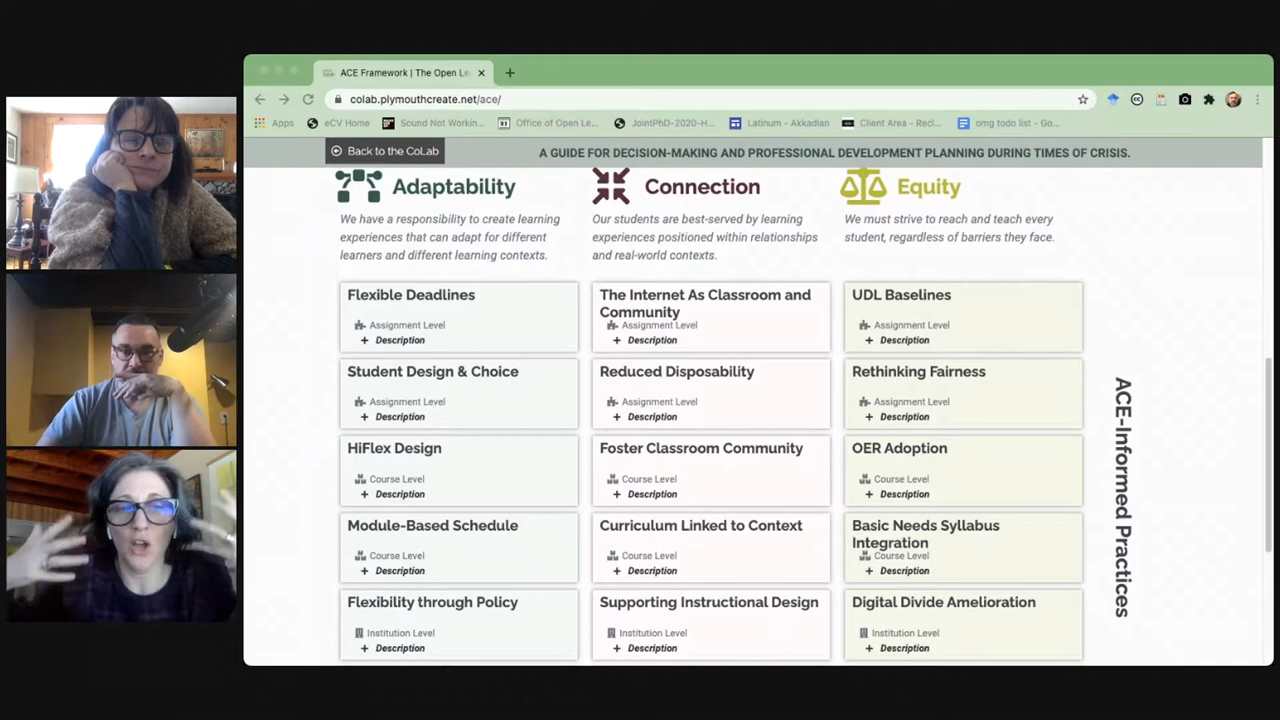 ACE Framework | The Open Le
colab.plymouthcreate.net/ace/
Apps
eCV Home
Sound Not Workin...
Office of Open Le...
JointPhD-2020-H...
Latinum - Akkadian
Client Area - Recl...
omg todo list - Go...
Back to the CoLab
A GUIDE FOR DECISION-MAKING AND PROFESSIONAL DEVELOPMENT PLANNING DURING TIMES OF CRISIS.
Adaptability
We have a responsibility to create learning
experiences that can adapt for different
learners and different learning contexts.
Flexible Deadlines
Assignment Level
+ Description
Student Design & Choice
Assignment Level
+ Description
HiFlex Design
Course Level
+ Description
Module-Based Schedule
Course Level
+ Description
Flexibility through Policy
Institution Level
+ Description
Connection
Our students are best-served by learning
experiences positioned within relationships
and real-world contexts.
The Internet As Classroom and
Community
Assignment Level
+ Description
Reduced Disposability
Assignment Level
+ Description
Foster Classroom Community
Course Level
+ Description
Curriculum Linked to Context
Course Level
+ Description
Supporting Instructional Design
Institution Level
+ Description
Equity
We must strive to reach and teach every
student, regardless of barriers they face.
UDL Baselines
Assignment Level
+ Description
Rethinking Fairness
Assignment Level
+ Description
OER Adoption
Course Level
+ Description
Basic Needs Syllabus
Integration
Course Level
+ Description
Digital Divide Amelioration
Institution Level
+ Description
ACE-Informed Practices